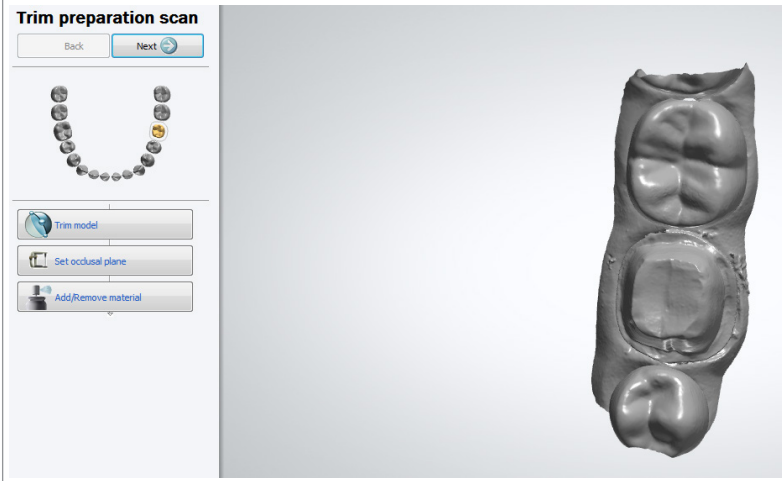 Trim preparation scan
Back
Next
Trim model
Set occlusal plane
Add/Remove material